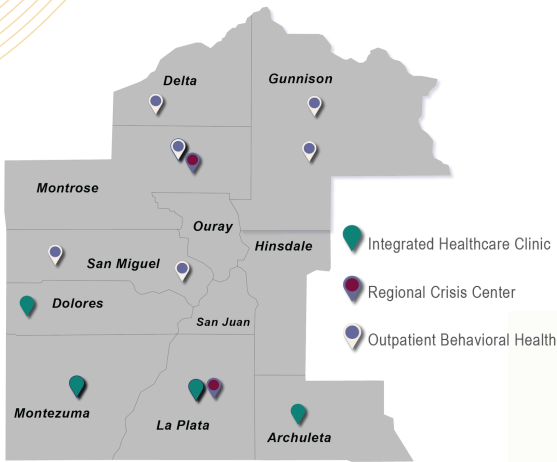 Delta
Gunnison
Montrose
Ouray
Hinsdale
San Miguel
Dolores
San Juan
Montezuma
La Plata
Archuleta
Integrated Healthcare Clinic
Regional Crisis Center
Outpatient Behavioral Health